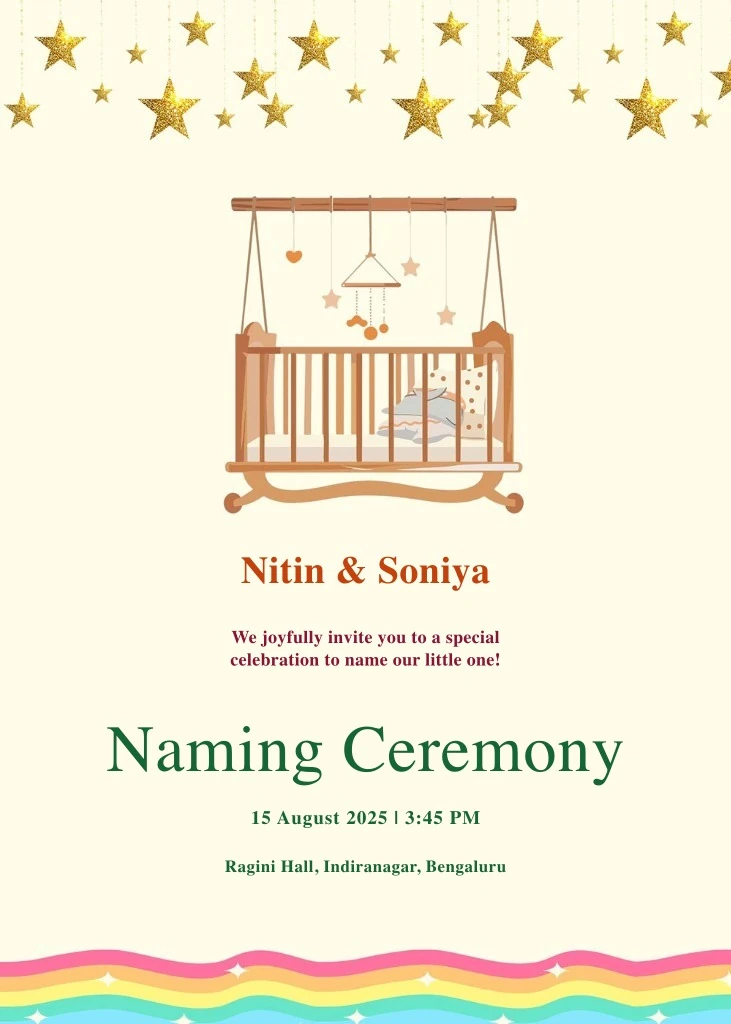 Nitin & Soniya
We joyfully invite you to a special
celebration to name our little one!
Naming Ceremony
15 August 2025 | 3:45 PM
Ragini Hall, Indiranagar, Bengaluru